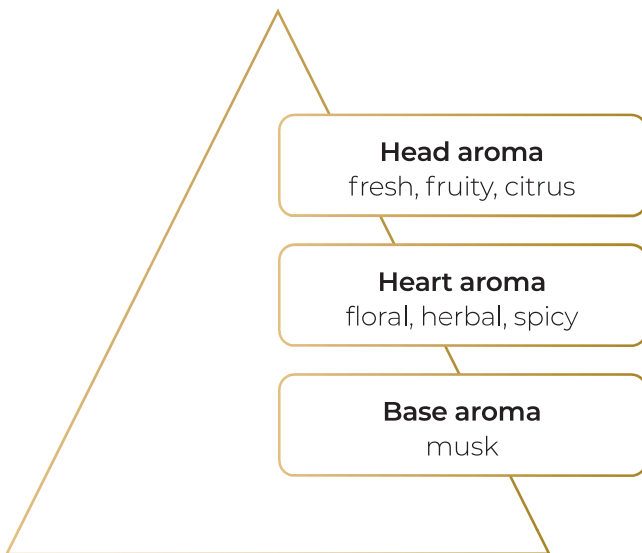 Head aroma
fresh, fruity, citrus
Heart aroma
floral, herbal, spicy
Base aroma
musk